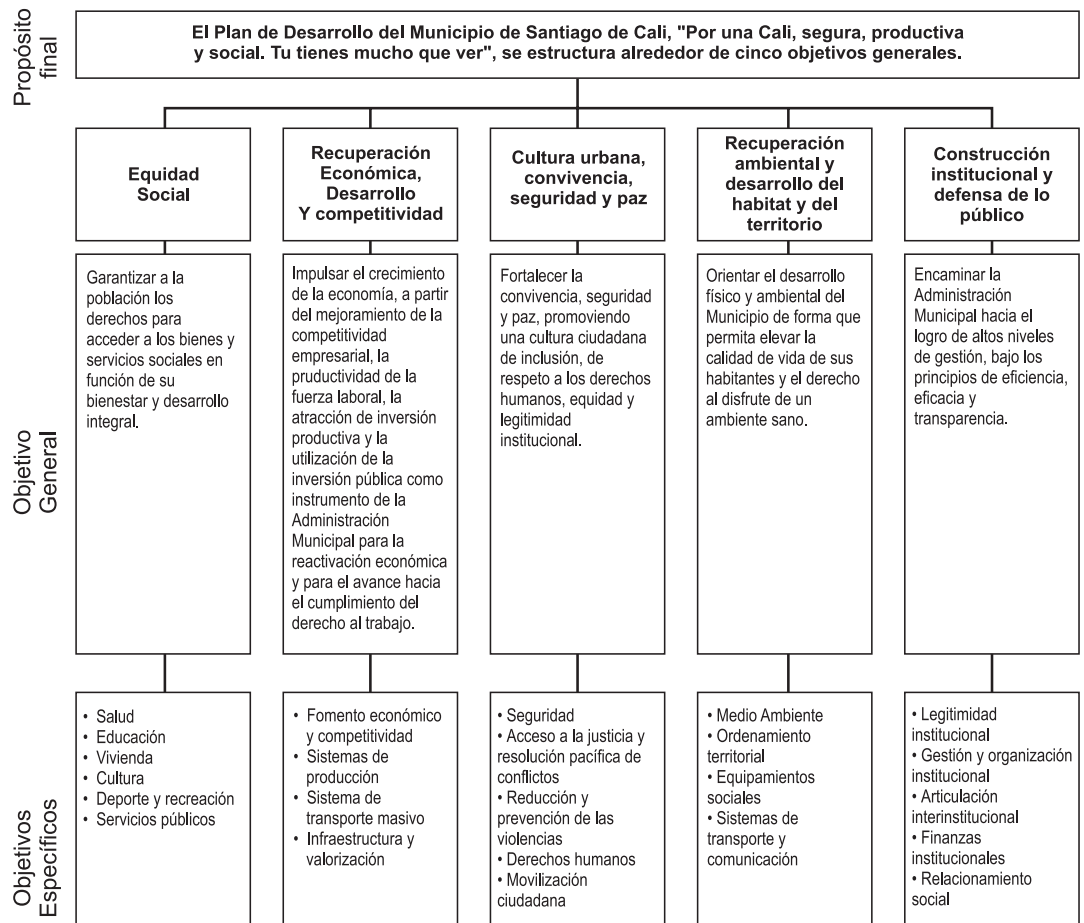 Propósito
final
El Plan de Desarrollo del Municipio de Santiago de Cali, "Por una Cali, segura, productiva
y social. Tu tienes mucho que ver", se estructura alrededor de cinco objetivos generales.
Equidad
Social
Recuperación
Económica,
Desarrollo
Y competitividad
Cultura urbana,
convivencia,
seguridad y paz
Recuperación
ambiental y
desarrollo del
habitat y del
territorio
Construcción
institucional y
defensa de lo
público
Objetivo
General
Garantizar a la
población los
derechos para
acceder a los bienes y
servicios sociales en
función de su
bienestar y desarrollo
integral.
Impulsar el crecimiento
de la economía, a partir
del mejoramiento de la
competitividad
empresarial, la
pruductividad de la
fuerza laboral, la
atracción de inversión
productiva y la
utilización de la
inversión pública como
instrumento de la
Administración
Municipal para la
reactivación económica
y para el avance hacia
el cumplimiento del
derecho al trabajo.
Fortalecer la
convivencia, seguridad
y paz, promoviendo
una cultura ciudadana
de inclusión, de
respeto a los derechos
humanos, equidad y
legitimidad
institucional.
Orientar el desarrollo
físico y ambiental del
Municipio de forma que
permita elevar la
calidad de vida de sus
habitantes y el derecho
al disfrute de un
ambiente sano.
Encaminar la
Administración
Municipal hacia el
logro de altos niveles
de gestión, bajo los
principios de eficiencia,
eficacia y
transparencia.
Objetivos
Específicos
• Salud
• Educación
• Vivienda
• Cultura
• Deporte y recreación
• Servicios públicos
• Fomento económico
y competitividad
• Sistemas de
producción
• Sistema de
transporte masivo
• Infraestructura y
valorización
• Seguridad
• Acceso a la justicia y
resolución pacífica de
conflictos
• Reducción y
prevención de las
violencias
• Derechos humanos
• Movilización
ciudadana
• Medio Ambiente
• Ordenamiento
territorial
• Equipamientos
sociales
• Sistemas de
transporte y
comunicación
• Legitimidad
institucional
• Gestión y organización
institucional
• Articulación
interinstitucional
• Finanzas
institucionales
• Relacionamiento
social